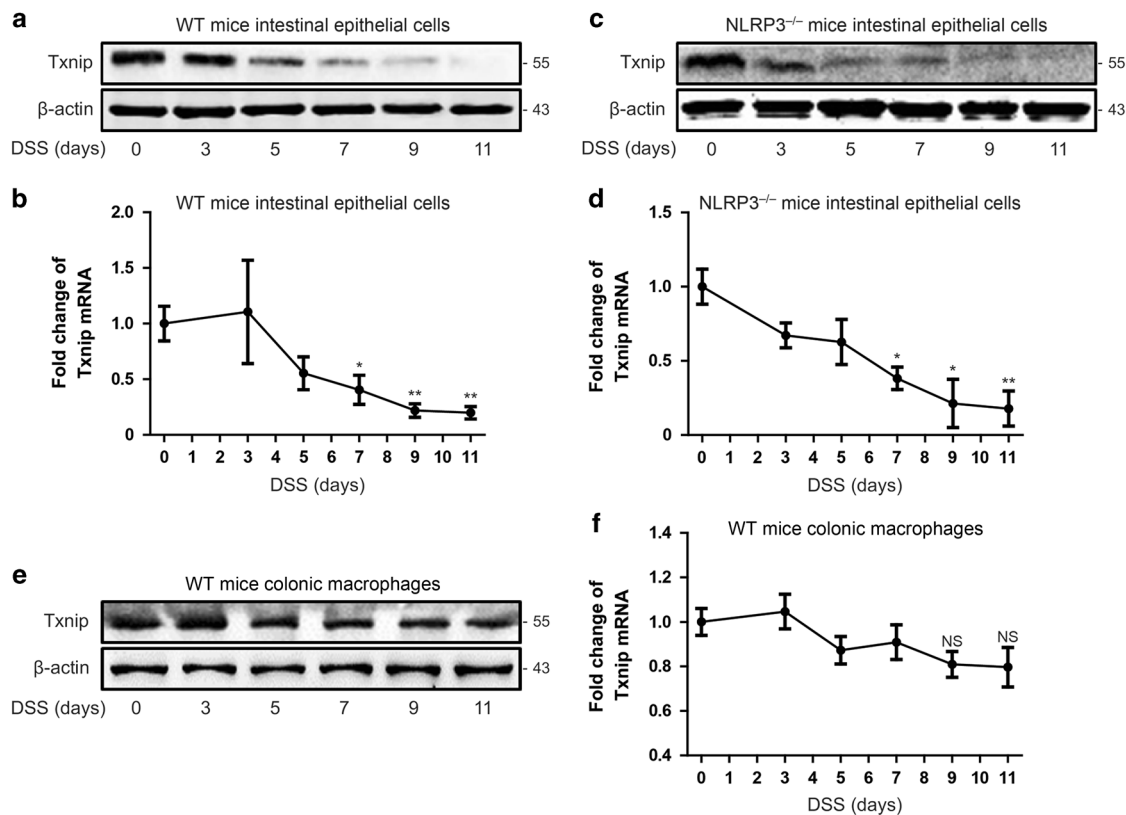 a
WT mice intestinal epithelial cells
Txnip
- 55
β-actin
- 43
DSS (days) 0 3 5 7 9 11
b
WT mice intestinal epithelial cells
Fold change of
Txnip mRNA
2.0
1.5
1.0
0.5
0
*
**
**
0 1 2 3 4 5 6 7 8 9 10 11
DSS (days)
c
NLRP3–/– mice intestinal epithelial cells
Txnip
- 55
β-actin
- 43
DSS (days) 0 3 5 7 9 11
d
NLRP3–/– mice intestinal epithelial cells
Fold change of
Txnip mRNA
1.5
1.0
0.5
0
*
*
**
0 1 2 3 4 5 6 7 8 9 10 11
DSS (days)
e
WT mice colonic macrophages
Txnip
- 55
β-actin
- 43
DSS (days) 0 3 5 7 9 11
f
WT mice colonic macrophages
Fold change of
Txnip mRNA
1.4
1.2
1.0
0.8
0.6
0.4
NS
NS
0 1 2 3 4 5 6 7 8 9 10 11
DSS (days)